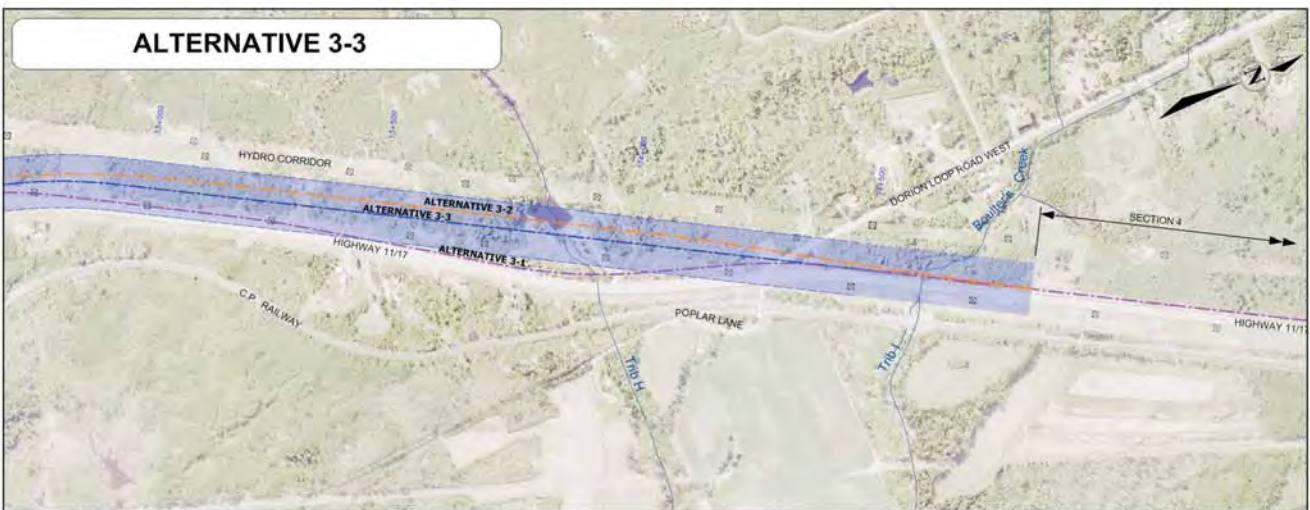 ALTERNATIVE 3-3
N
HYDRO CORRIDOR
DORION LOOP ROAD WEST
Boulters Creek
SECTION 4
ALTERNATIVE 3-2
ALTERNATIVE 3-3
ALTERNATIVE 3-1
HIGHWAY 11/17
C.P. RAILWAY
POPLAR LANE
HIGHWAY 11/17
Trib H
Trib I